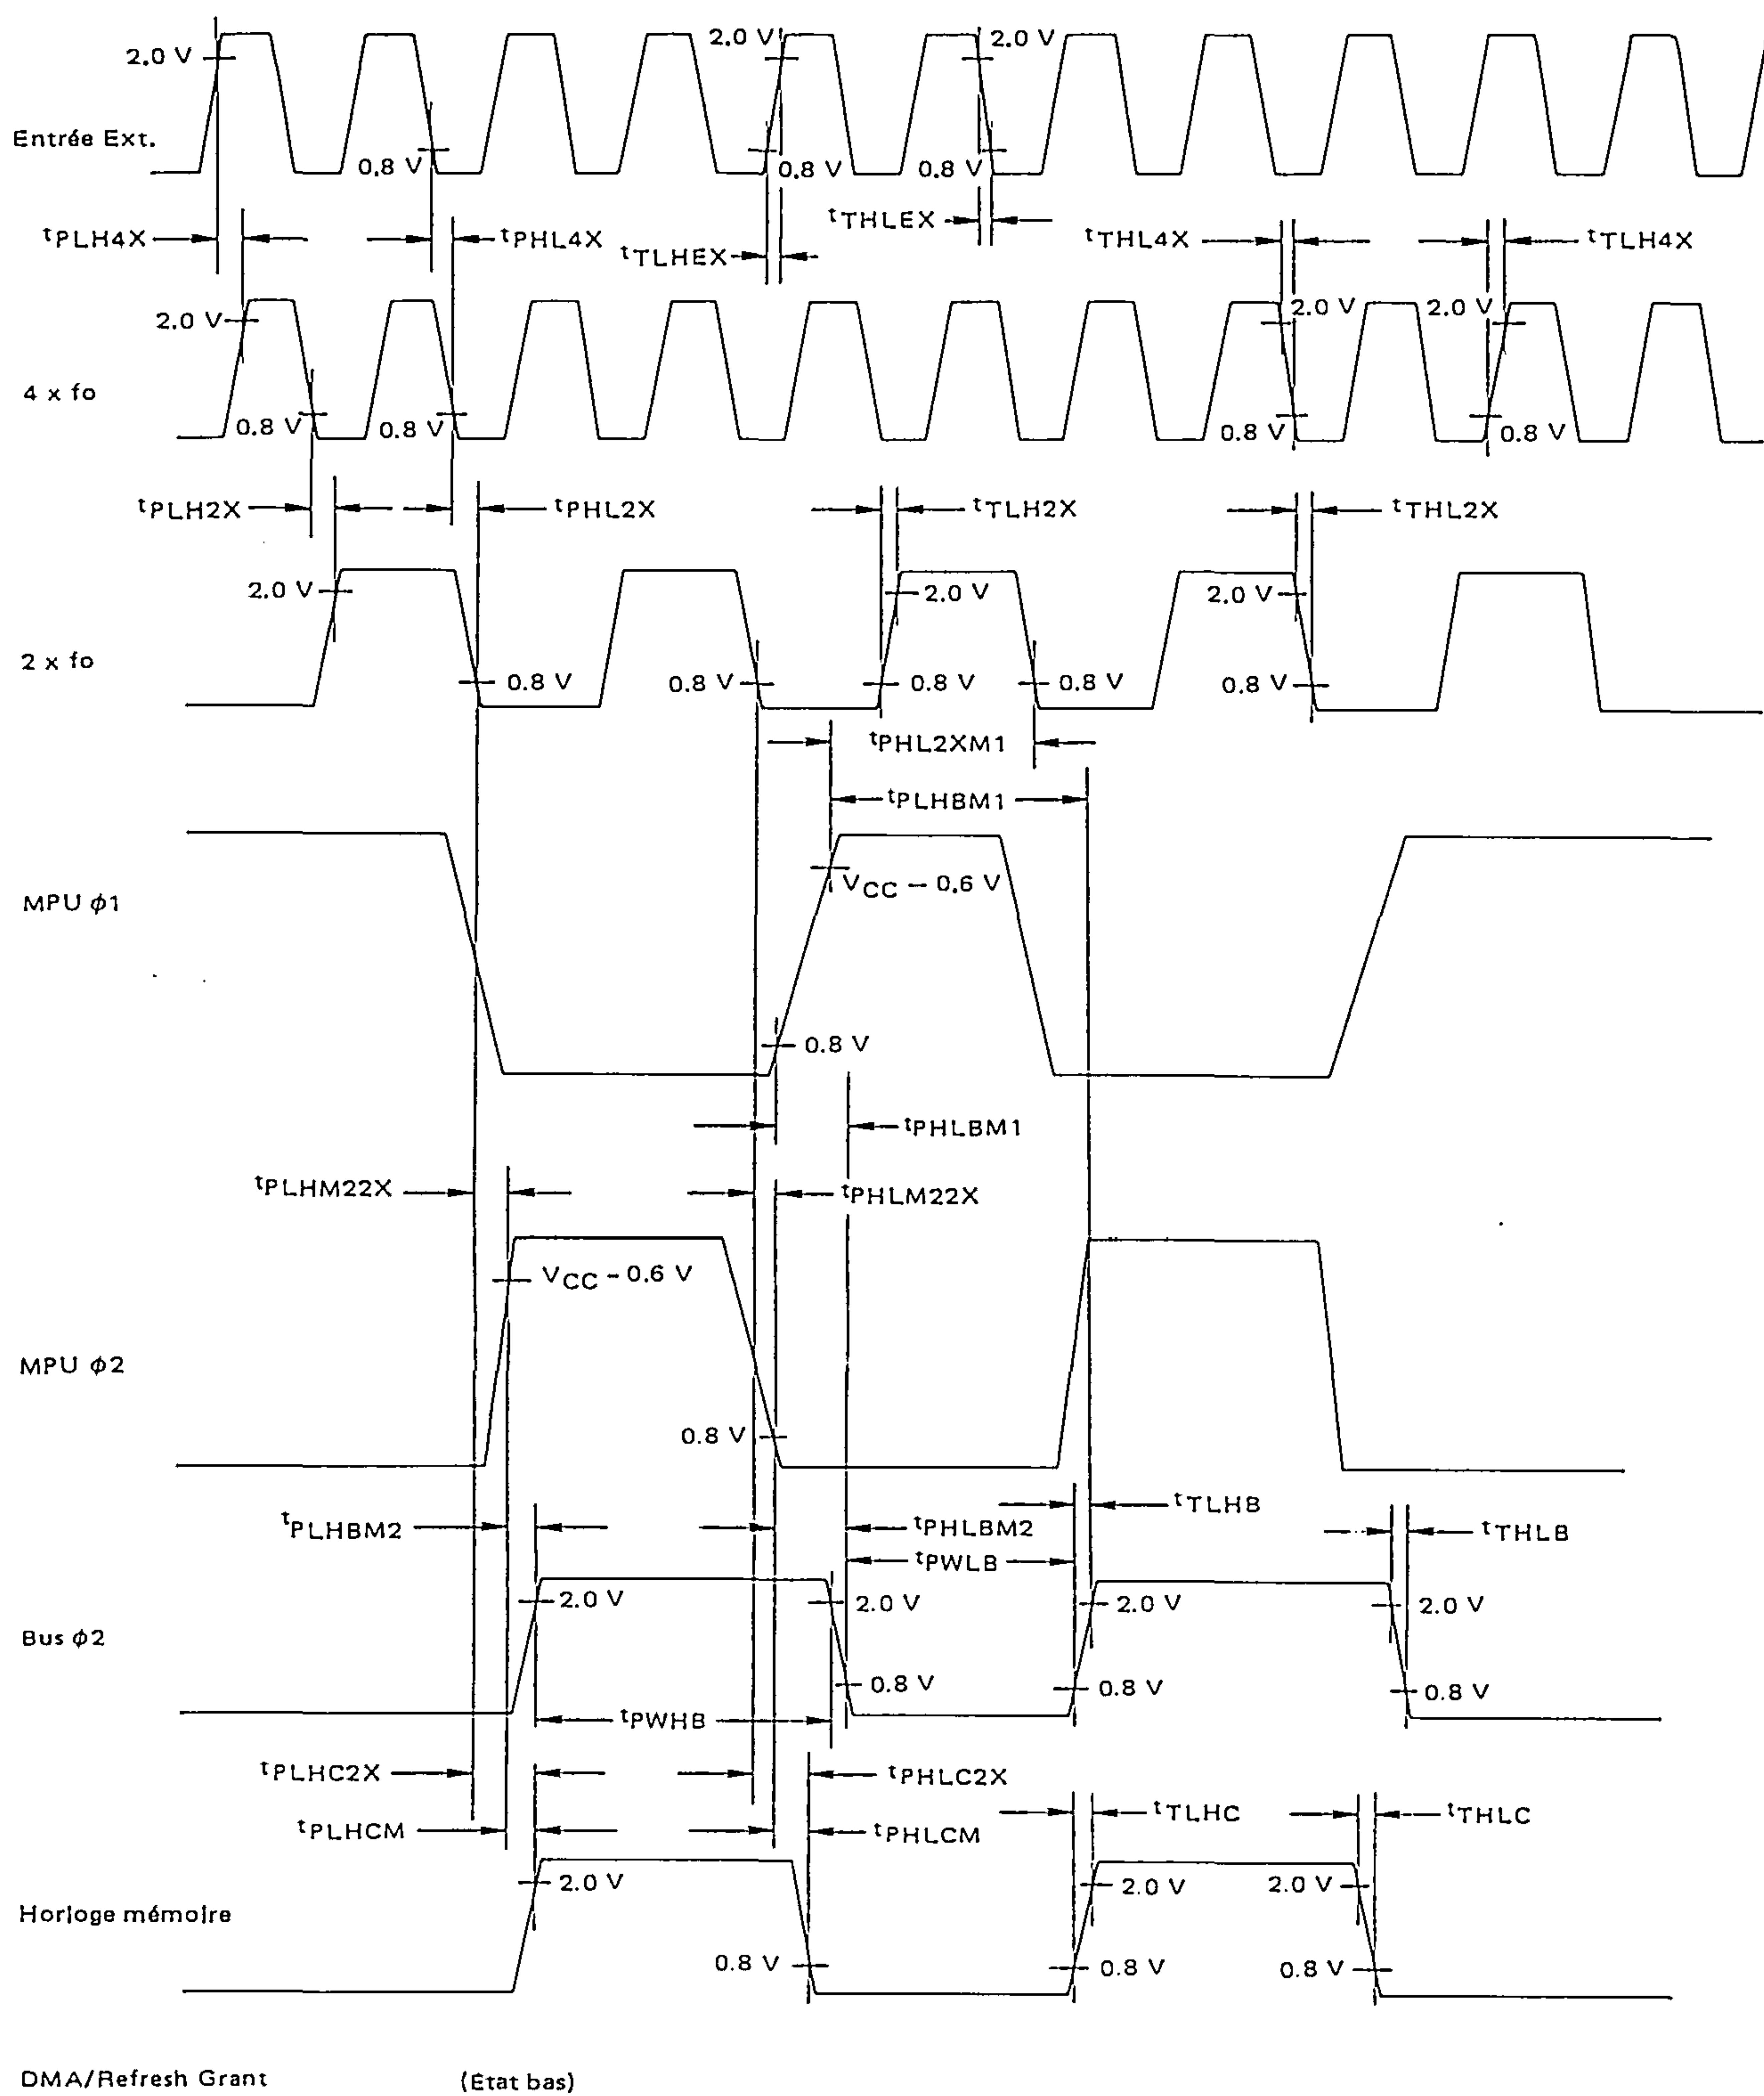 2.0 V
2.0 V
2.0 V
Entrée Ext.
0.8 V
0.8 V
0.8 V
tPLH4X
tPHL4X
tTLHEX
tTHLEX
tTHL4X
tTLH4X
2.0 V
2.0 V
2.0 V
4 x fo
0.8 V
0.8 V
0.8 V
0.8 V
tPLH2X
tPHL2X
tTLH2X
tTHL2X
2.0 V
2.0 V
2.0 V
2 x fo
0.8 V
0.8 V
0.8 V
0.8 V
0.8 V
tPHL2XM1
tPLHBM1
MPU ϕ1
VCC – 0.6 V
0.8 V
tPHLBM1
tPLHM22X
tPHLM22X
VCC – 0.6 V
MPU ϕ2
0.8 V
tTLHB
tPLHBM2
tPHLBM2
tTHLB
tPWLB
2.0 V
2.0 V
2.0 V
2.0 V
Bus ϕ2
0.8 V
0.8 V
0.8 V
tPWHB
tPLHC2X
tPHLC2X
tPLHCM
tPHLCM
tTLHC
tTHLC
2.0 V
2.0 V
2.0 V
Horloge mémoire
0.8 V
0.8 V
0.8 V
DMA/Refresh Grant (Etat bas)